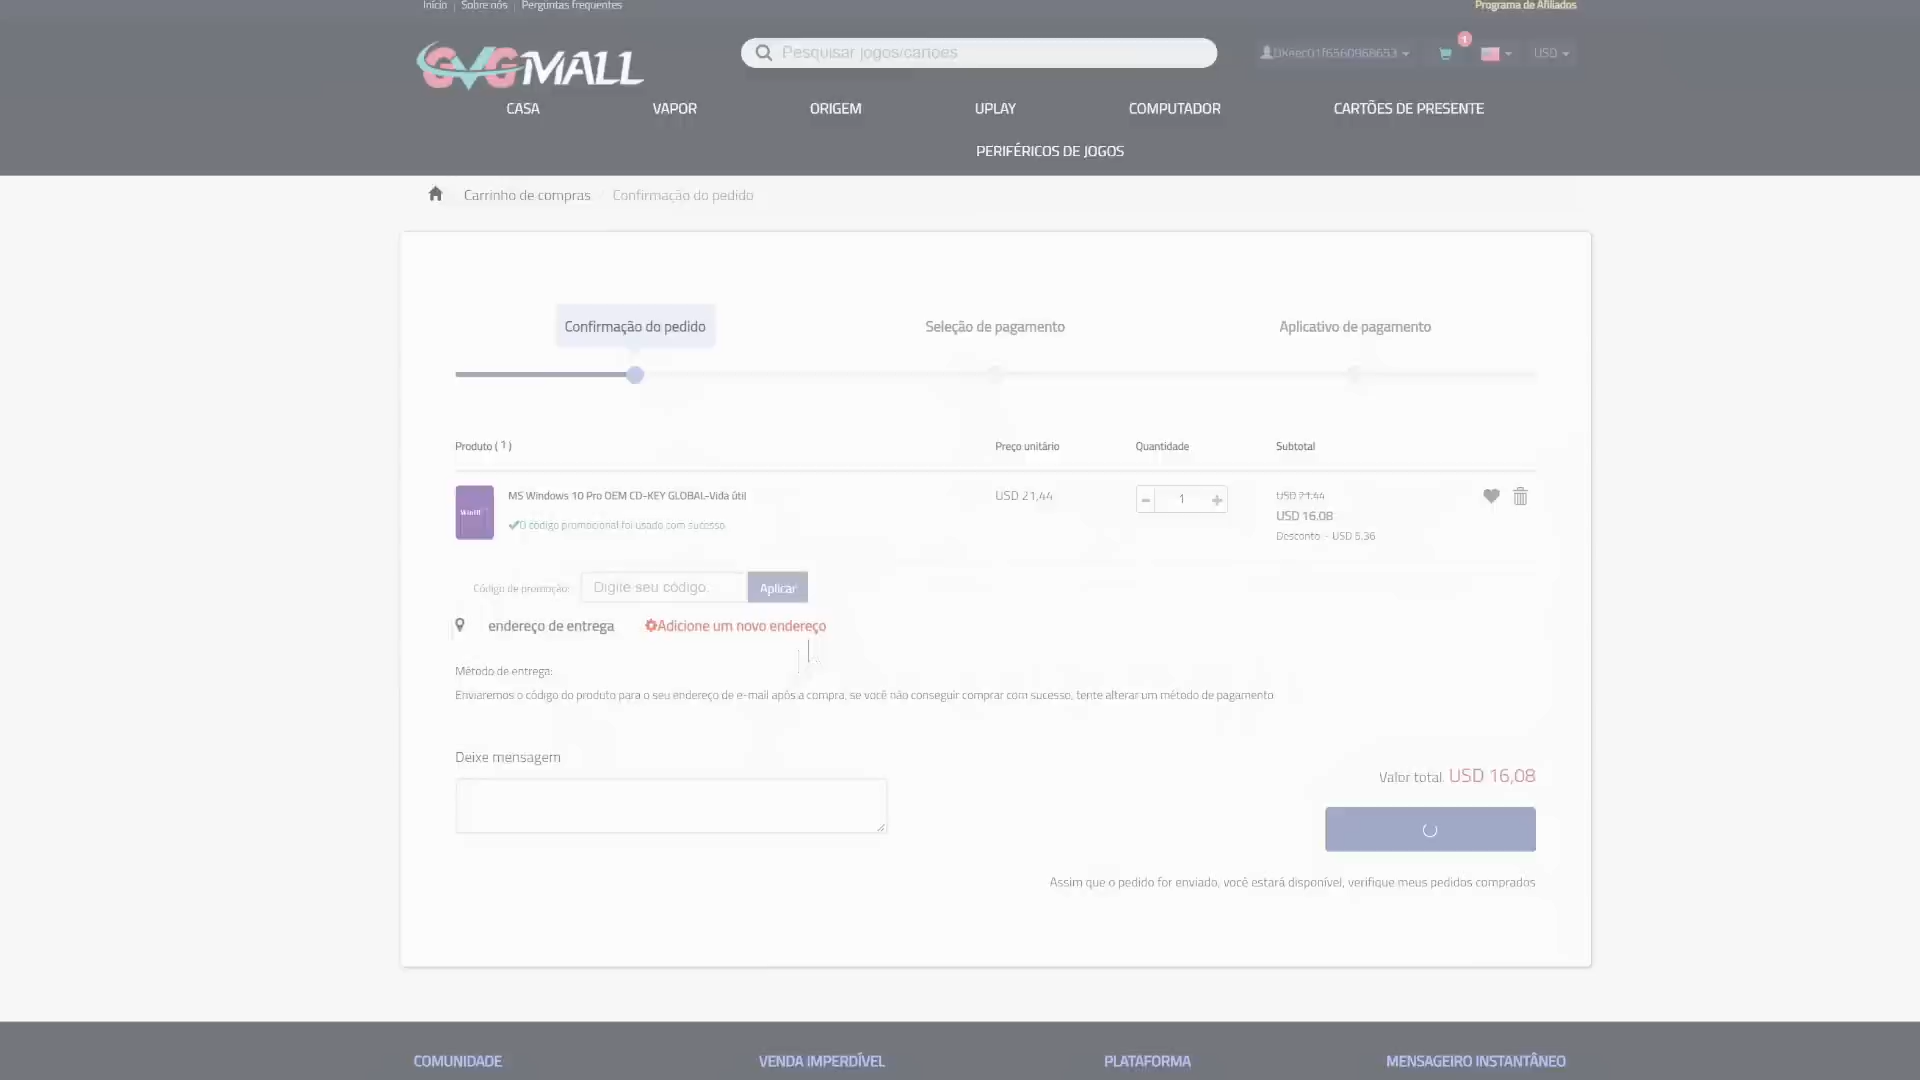 Início Sobre nós Perguntas frequentes Programa de Afiliados
GVGMALL Pesquisar jogos/cartões 1 USD
CASA VAPOR ORIGEM UPLAY COMPUTADOR CARTÕES DE PRESENTE
PERIFÉRICOS DE JOGOS
Carrinho de compras Confirmação do pedido
Confirmação do pedido Seleção de pagamento Aplicativo de pagamento
Produto ( 1 ) Preço unitário Quantidade Subtotal
MS Windows 10 Pro OEM CD-KEY GLOBAL-Vida útil USD 21,44 1 USD 21.44
USD 16.08
O código promocional foi usado com sucesso
Desconto - USD 5.36
Código de promoção: Digite seu código. Aplicar
endereço de entrega Adicione um novo endereço
Método de entrega:
Enviaremos o código do produto para o seu endereço de e-mail após a compra, se você não conseguir comprar com sucesso, tente alterar um método de pagamento
Deixe mensagem
Valor total. USD 16,08
Assim que o pedido for enviado, você estará disponível, verifique meus pedidos comprados
COMUNIDADE VENDA IMPERDÍVEL PLATAFORMA MENSAGEIRO INSTANTÂNEO